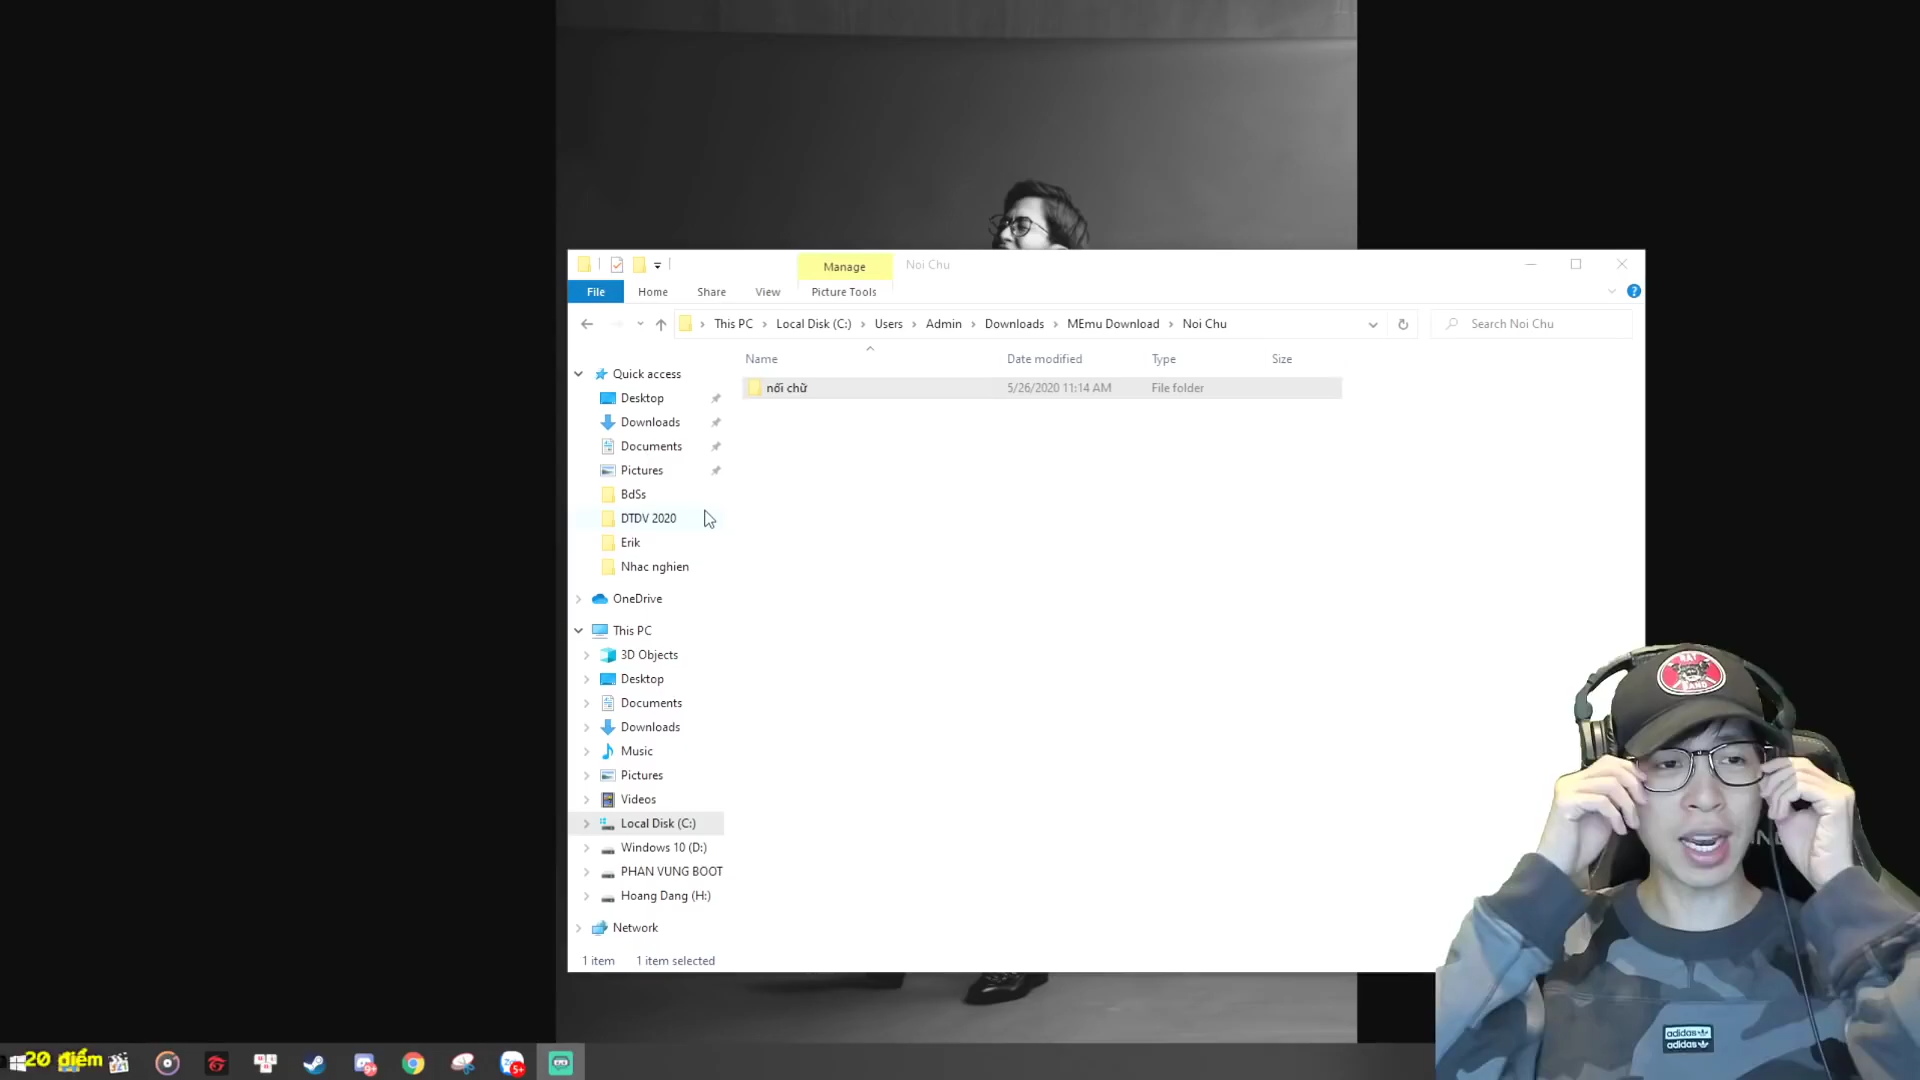 Manage
Noi Chu
File
Home
Share
View
Picture Tools
This PC
Local Disk (C:)
Users
Admin
Downloads
MEmu Download
Noi Chu
Search Noi Chu
Name
Date modified
Type
Size
nối chữ
5/26/2020 11:14 AM
File folder
Quick access
Desktop
Downloads
Documents
Pictures
BdSs
DTDV 2020
Erik
Nhac nghien
OneDrive
This PC
3D Objects
Desktop
Documents
Downloads
Music
Pictures
Videos
Local Disk (C:)
Windows 10 (D:)
PHAN VUNG BOOT
Hoang Dang (H:)
Network
1 item
1 item selected
20 điểm
321
9+
5+
adidas
adidas